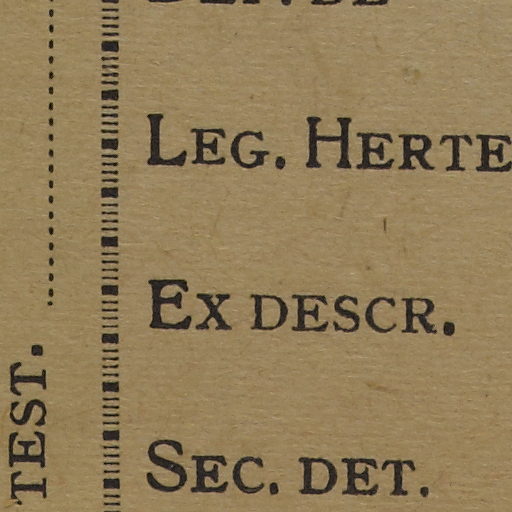 LEG. HERTE
EX DESCR.
SEC. DET.
TEST.